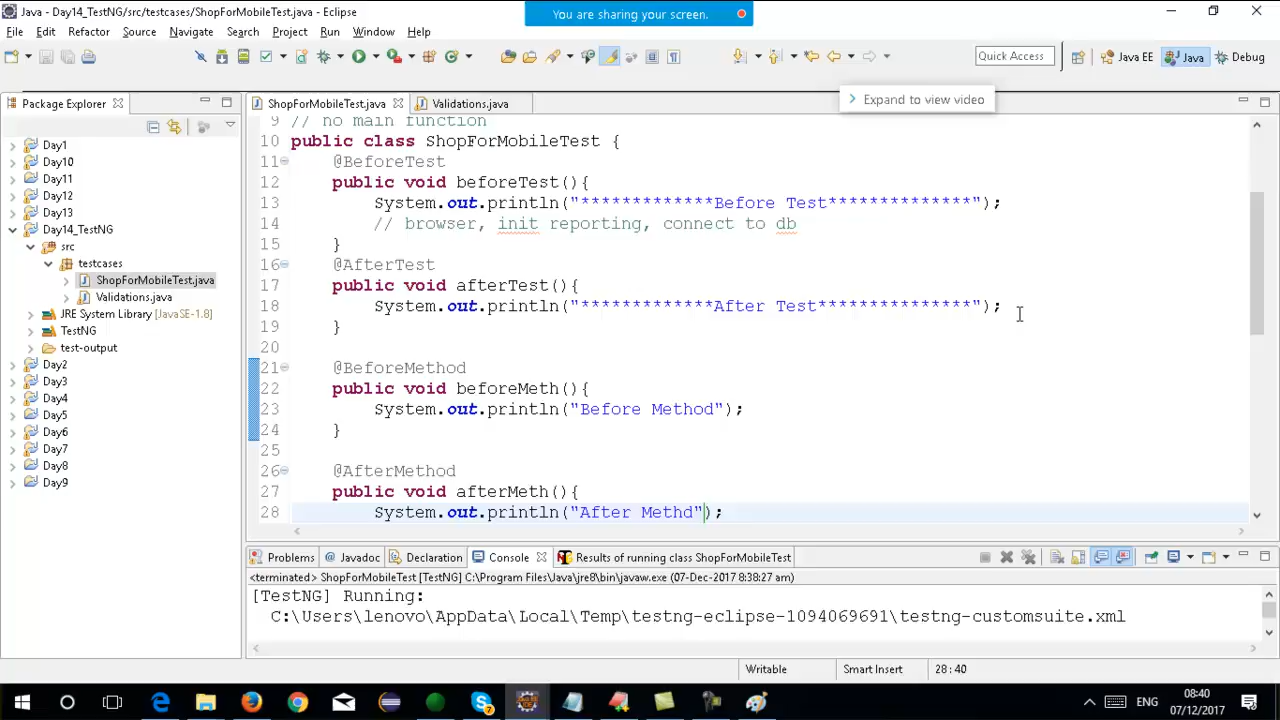 Java - Day14_TestNG/src/testcases/ShopForMobileTest.java - Eclipse
You are sharing your screen.
File Edit Refactor Source Navigate Search Project Run Window Help
Quick Access
Java EE
Java
Debug
Expand to view video
Package Explorer
ShopForMobileTest.java
Validations.java
Day1
Day10
Day11
Day12
Day13
Day14_TestNG
src
testcases
ShopForMobileTest.java
Validations.java
JRE System Library [JavaSE-1.8]
TestNG
test-output
Day2
Day3
Day4
Day5
Day6
Day7
Day8
Day9
9 // no main function
10 public class ShopForMobileTest {
11 @BeforeTest
12 public void beforeTest(){
13 System.out.println("*************Before Test**************");
14 // browser, init reporting, connect to db
15 }
16 @AfterTest
17 public void afterTest(){
18 System.out.println("*************After Test***************");
19 }
20
21 @BeforeMethod
22 public void beforeMeth(){
23 System.out.println("Before Method");
24 }
25
26 @AfterMethod
27 public void afterMeth(){
28 System.out.println("After Methd");
Problems
Javadoc
Declaration
Console
Results of running class ShopForMobileTest
<terminated> ShopForMobileTest [TestNG] C:\Program Files\Java\jre8\bin\javaw.exe (07-Dec-2017 8:38:27 am)
[TestNG] Running:
C:\Users\lenovo\AppData\Local\Temp\testng-eclipse-1094069691\testng-customsuite.xml
Writable
Smart Insert
28:40
ENG
08:40
07/12/2017